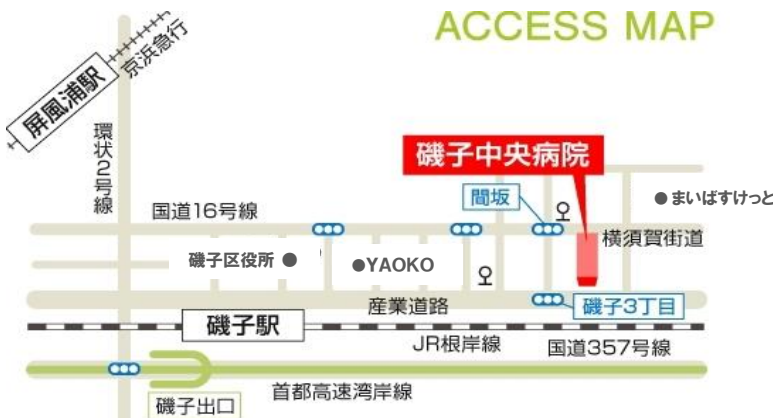 ACCESS MAP
京浜急行
屏風浦駅
環状2号線
磯子中央病院
間坂
●まいばすけっと
国道16号線
横須賀街道
磯子区役所 ●
●YAOKO
産業道路
磯子3丁目
磯子駅
JR根岸線
国道357号線
首都高速湾岸線
磯子出口